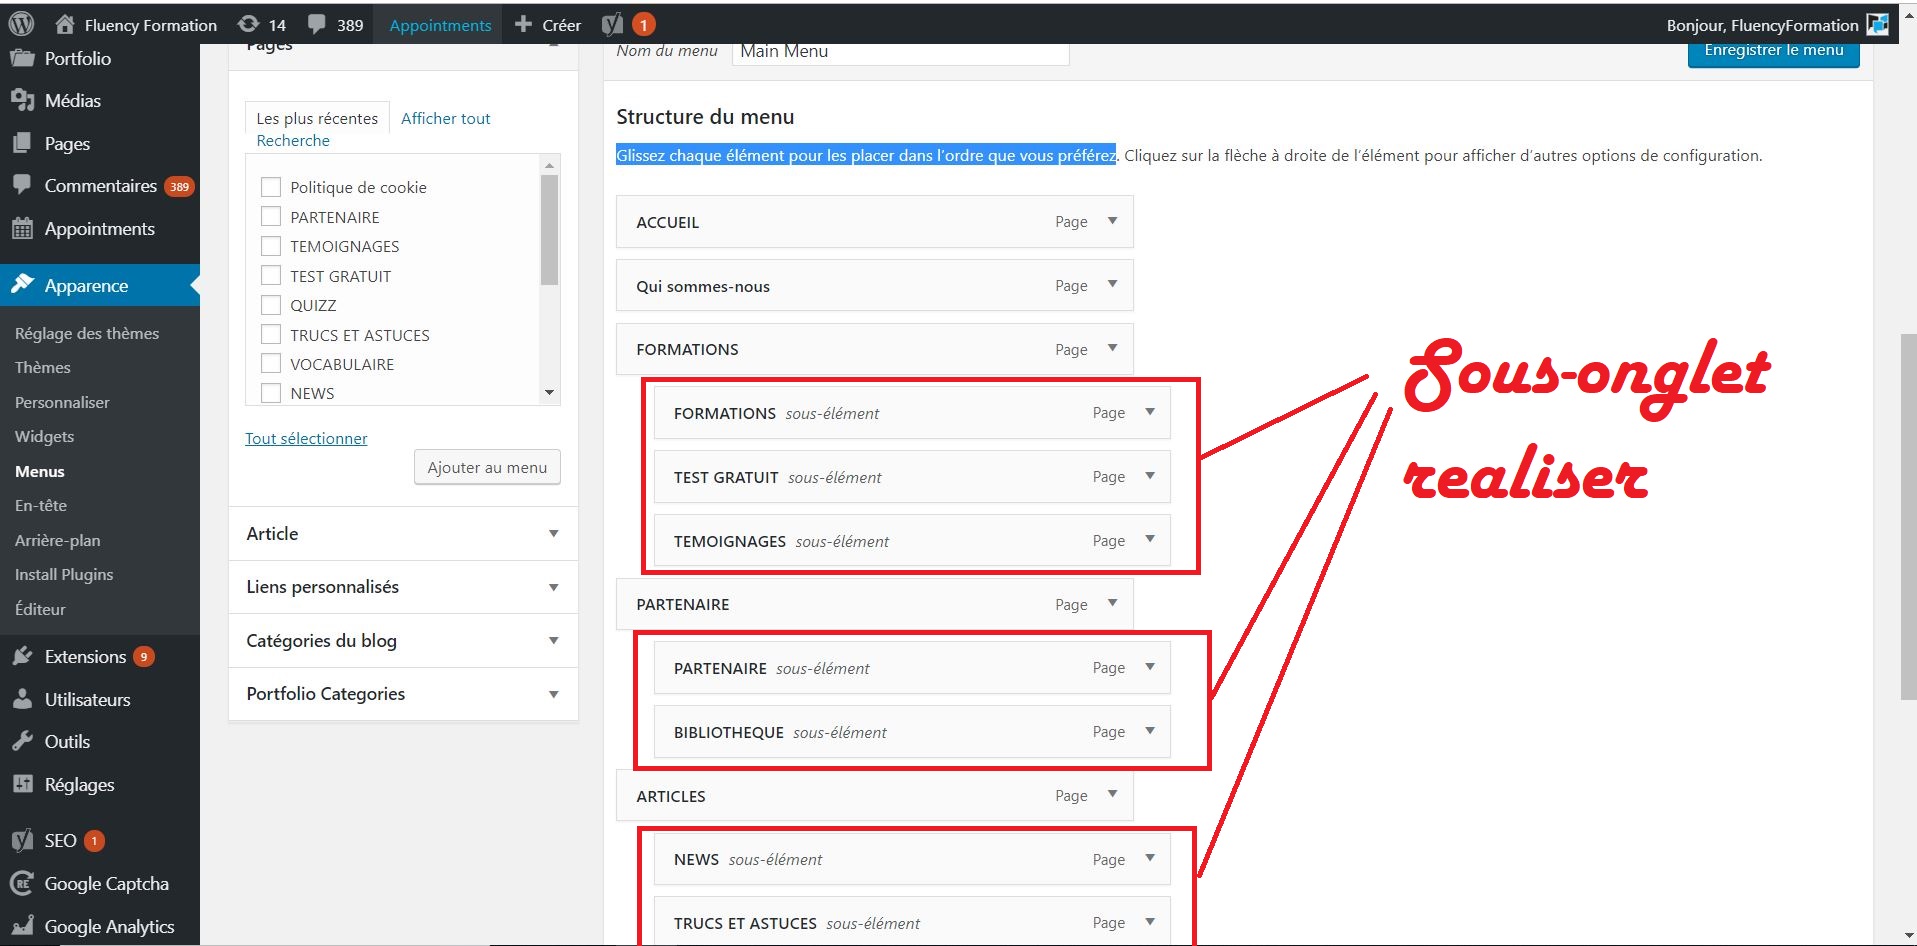 Fluency Formation 14 389 Appointments Créer 1 Bonjour, FluencyFormation
Portfolio
Médias
Pages
Commentaires 389
Appointments
Apparence
Réglage des thèmes
Thèmes
Personnaliser
Widgets
Menus
En-tête
Arrière-plan
Install Plugins
Éditeur
Extensions 9
Utilisateurs
Outils
Réglages
SEO 1
Google Captcha
Google Analytics
Pages
Les plus récentes Afficher tout
Recherche
Politique de cookie
PARTENAIRE
TEMOIGNAGES
TEST GRATUIT
QUIZZ
TRUCS ET ASTUCES
VOCABULAIRE
NEWS
Tout sélectionner
Ajouter au menu
Article
Liens personnalisés
Catégories du blog
Portfolio Categories
Nom du menu Main Menu Enregistrer le menu
Structure du menu
Glissez chaque élément pour les placer dans l’ordre que vous préférez. Cliquez sur la flèche à droite de l’élément pour afficher d’autres options de configuration.
ACCUEIL Page
Qui sommes-nous Page
FORMATIONS Page
FORMATIONS sous-élément Page
TEST GRATUIT sous-élément Page
TEMOIGNAGES sous-élément Page
PARTENAIRE Page
PARTENAIRE sous-élément Page
BIBLIOTHEQUE sous-élément Page
ARTICLES Page
NEWS sous-élément Page
TRUCS ET ASTUCES sous-élément Page
Sous-onglet
realiser